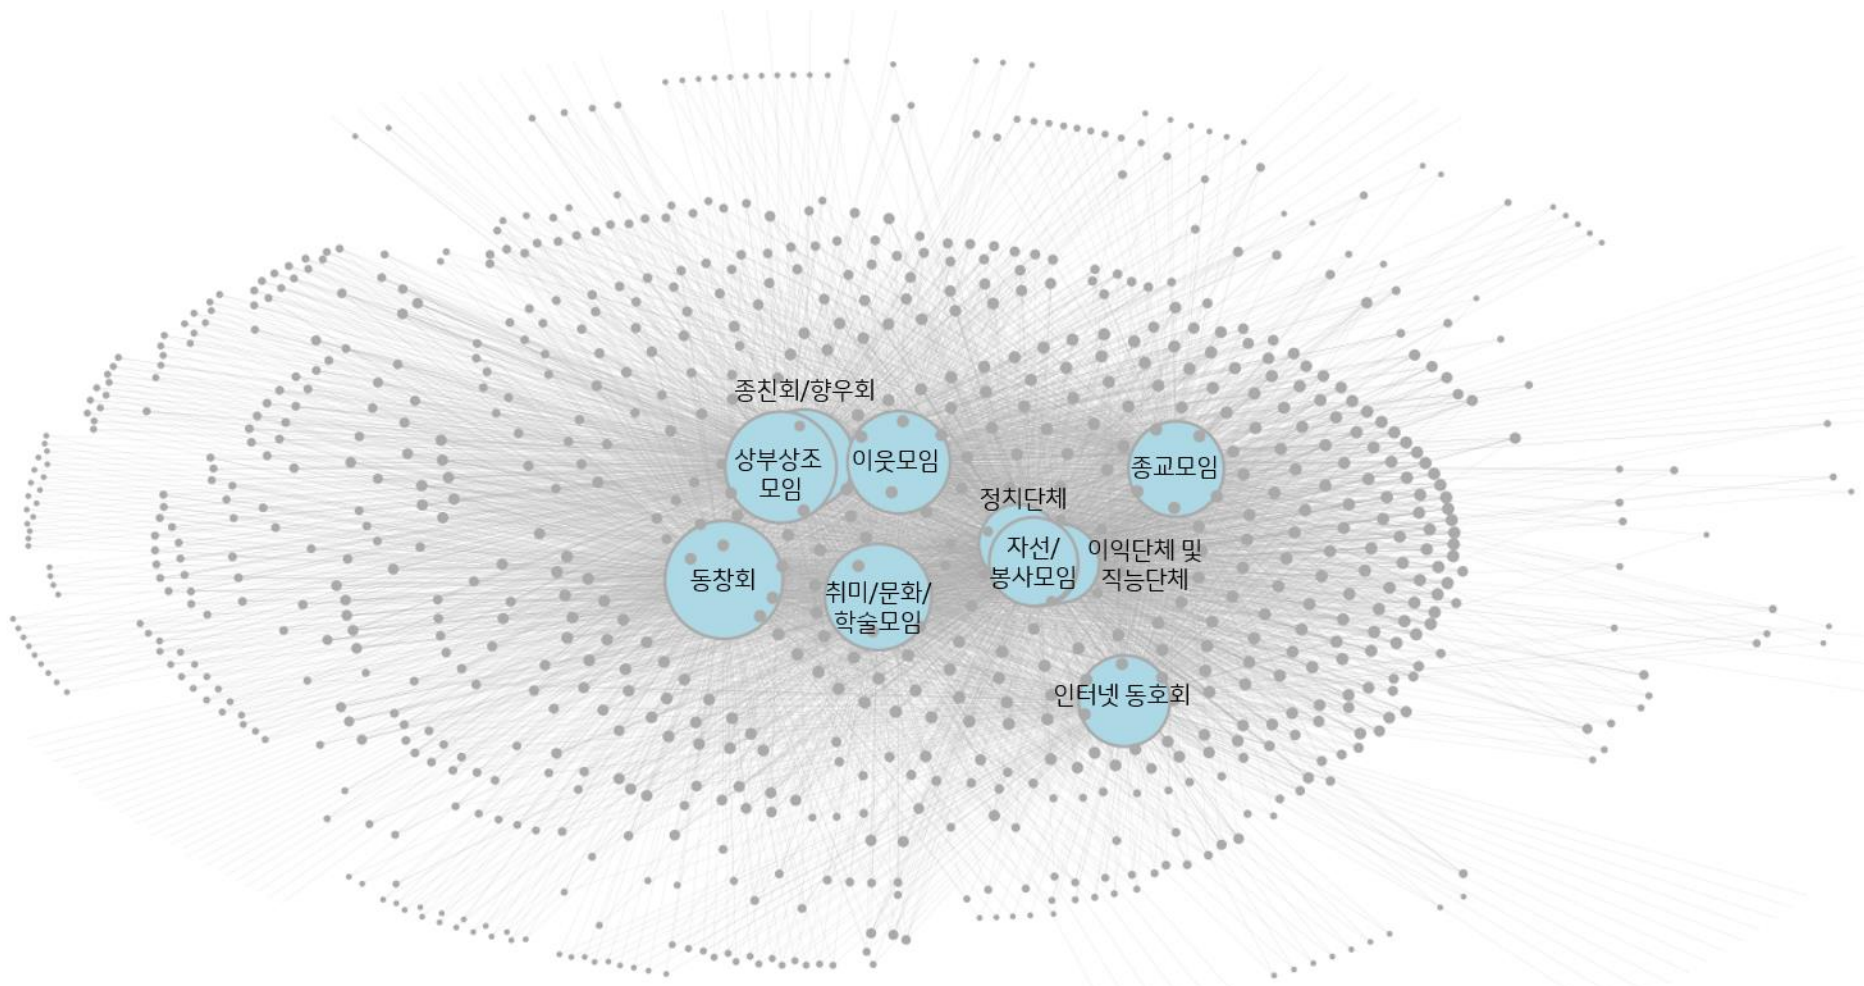 종친회/향우회
상부상조
모임
이웃모임
종교모임
정치단체
자선/
봉사모임
이익단체 및
직능단체
동창회
취미/문화/
학술모임
인터넷 동호회